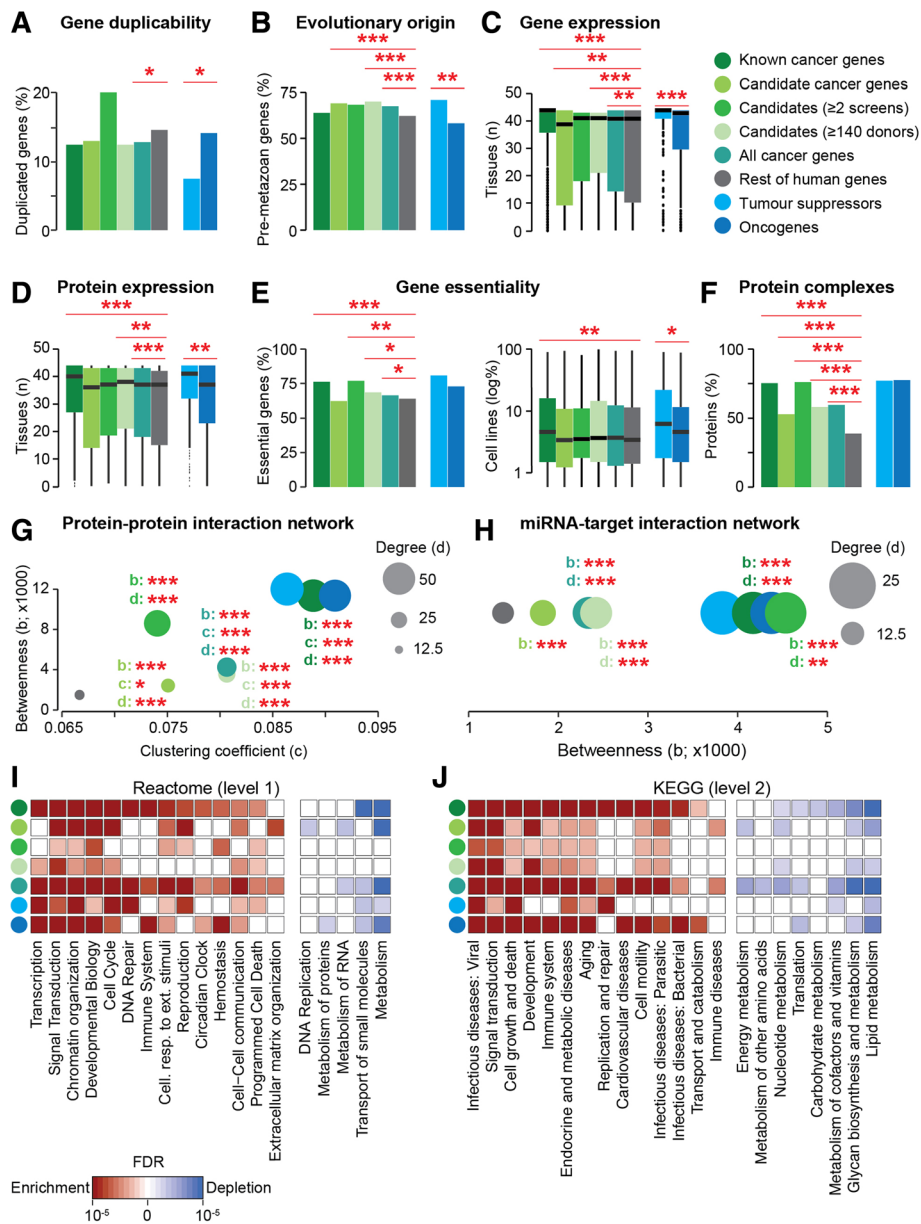 A Gene duplicability
Duplicated genes (%)
20
10
0
*
*
B Evolutionary origin
Pre-metazoan genes (%)
75
50
25
0
***
***
***
**
C Gene expression
Tissues (n)
50
40
30
20
10
0
***
**
***
**
***
Known cancer genes
Candidate cancer genes
Candidates (≥2 screens)
Candidates (≥140 donors)
All cancer genes
Rest of human genes
Tumour suppressors
Oncogenes
D Protein expression
Tissues (n)
50
40
30
20
10
0
***
**
***
**
E Gene essentiality
Essential genes (%)
100
75
50
25
0
***
**
*
*
Cell lines (log%)
100
10
1
**
*
F Protein complexes
Proteins (%)
100
50
0
***
***
***
***
***
G Protein-protein interaction network
Betweenness (b; x1000)
12
8
4
0
0.065
0.075
0.085
0.095
Clustering coefficient (c)
b: ***
d: ***
b: ***
c: ***
d: ***
b: ***
c: ***
d: ***
b: ***
c: *
d: ***
b: ***
c: ***
d: ***
Degree (d)
50
25
12.5
H miRNA-target interaction network
b: ***
d: ***
b: ***
d: ***
b: ***
b: ***
d: ***
b: ***
d: **
Degree (d)
25
12.5
1
2
3
4
5
Betweenness (b; x1000)
I Reactome (level 1)
Transcription
Signal Transduction
Chromatin organization
Developmental Biology
Cell Cycle
DNA Repair
Immune System
Cell. resp. to ext. stimuli
Reproduction
Circadian Clock
Hemostasis
Cell−Cell communication
Programmed Cell Death
Extracellular matrix organization
DNA Replication
Metabolism of proteins
Metabolism of RNA
Transport of small molecules
Metabolism
J KEGG (level 2)
Infectious diseases: Viral
Signal transduction
Cell growth and death
Development
Immune system
Endocrine and metabolic diseases
Aging
Replication and repair
Cardiovascular diseases
Cell motility
Infectious diseases: Parasitic
Infectious diseases: Bacterial
Transport and catabolism
Immune diseases
Energy metabolism
Metabolism of other amino acids
Nucleotide metabolism
Translation
Carbohydrate metabolism
Metabolism of cofactors and vitamins
Glycan biosynthesis and metabolism
Lipid metabolism
FDR
Enrichment
Depletion
10⁻⁵
0
10⁻⁵